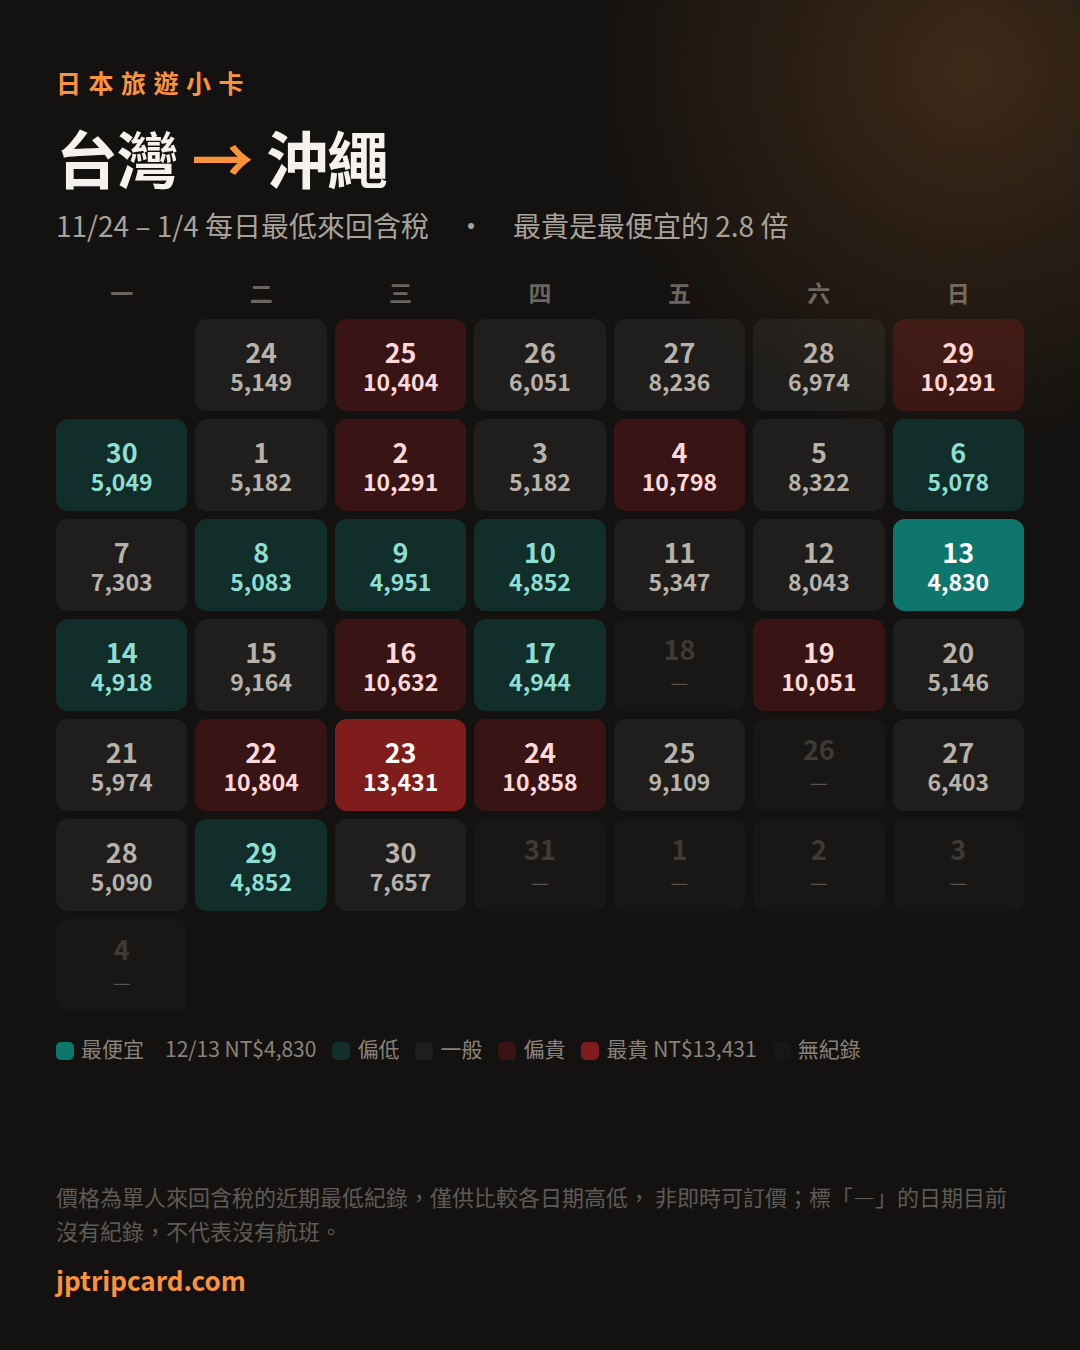 日本旅遊小卡
台灣 → 沖繩
11/24 – 1/4 每日最低來回含稅 ・ 最貴是最便宜的 2.8 倍
一 二 三 四 五 六 日
24 25 26 27 28 29
5,149 10,404 6,051 8,236 6,974 10,291
30 1 2 3 4 5 6
5,049 5,182 10,291 5,182 10,798 8,322 5,078
7 8 9 10 11 12 13
7,303 5,083 4,951 4,852 5,347 8,043 4,830
14 15 16 17 18 19 20
4,918 9,164 10,632 4,944 — 10,051 5,146
21 22 23 24 25 26 27
5,974 10,804 13,431 10,858 9,109 — 6,403
28 29 30 31 1 2 3
5,090 4,852 7,657 — — — —
4
—
最便宜 12/13 NT$4,830 偏低 一般 偏貴 最貴 NT$13,431 無紀錄
價格為單人來回含稅的近期最低紀錄，僅供比較各日期高低， 非即時可訂價；標「—」的日期目前
沒有紀錄，不代表沒有航班。
jptripcard.com